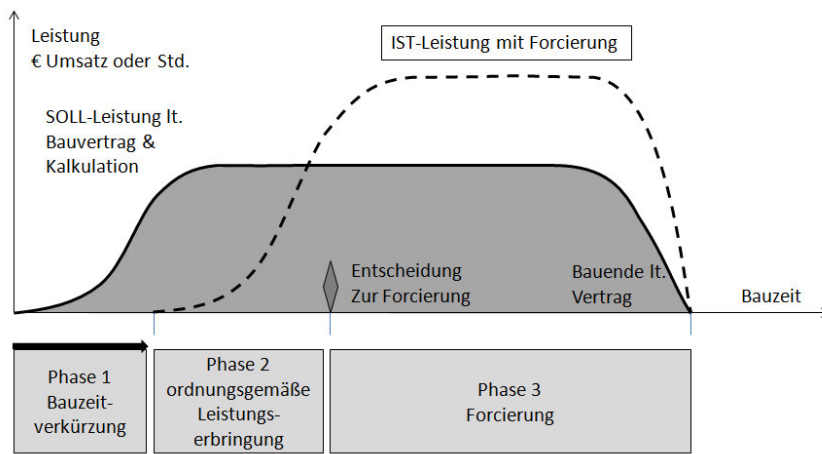 Leistung
€ Umsatz oder Std.
IST-Leistung mit Forcierung
SOLL-Leistung lt.
Bauvertrag &
Kalkulation
Entscheidung
Zur Forcierung
Bauende lt.
Vertrag
Bauzeit
Phase 1
Bauzeit-
verkürzung
Phase 2
ordnungsgemäße
Leistungs-
erbringung
Phase 3
Forcierung